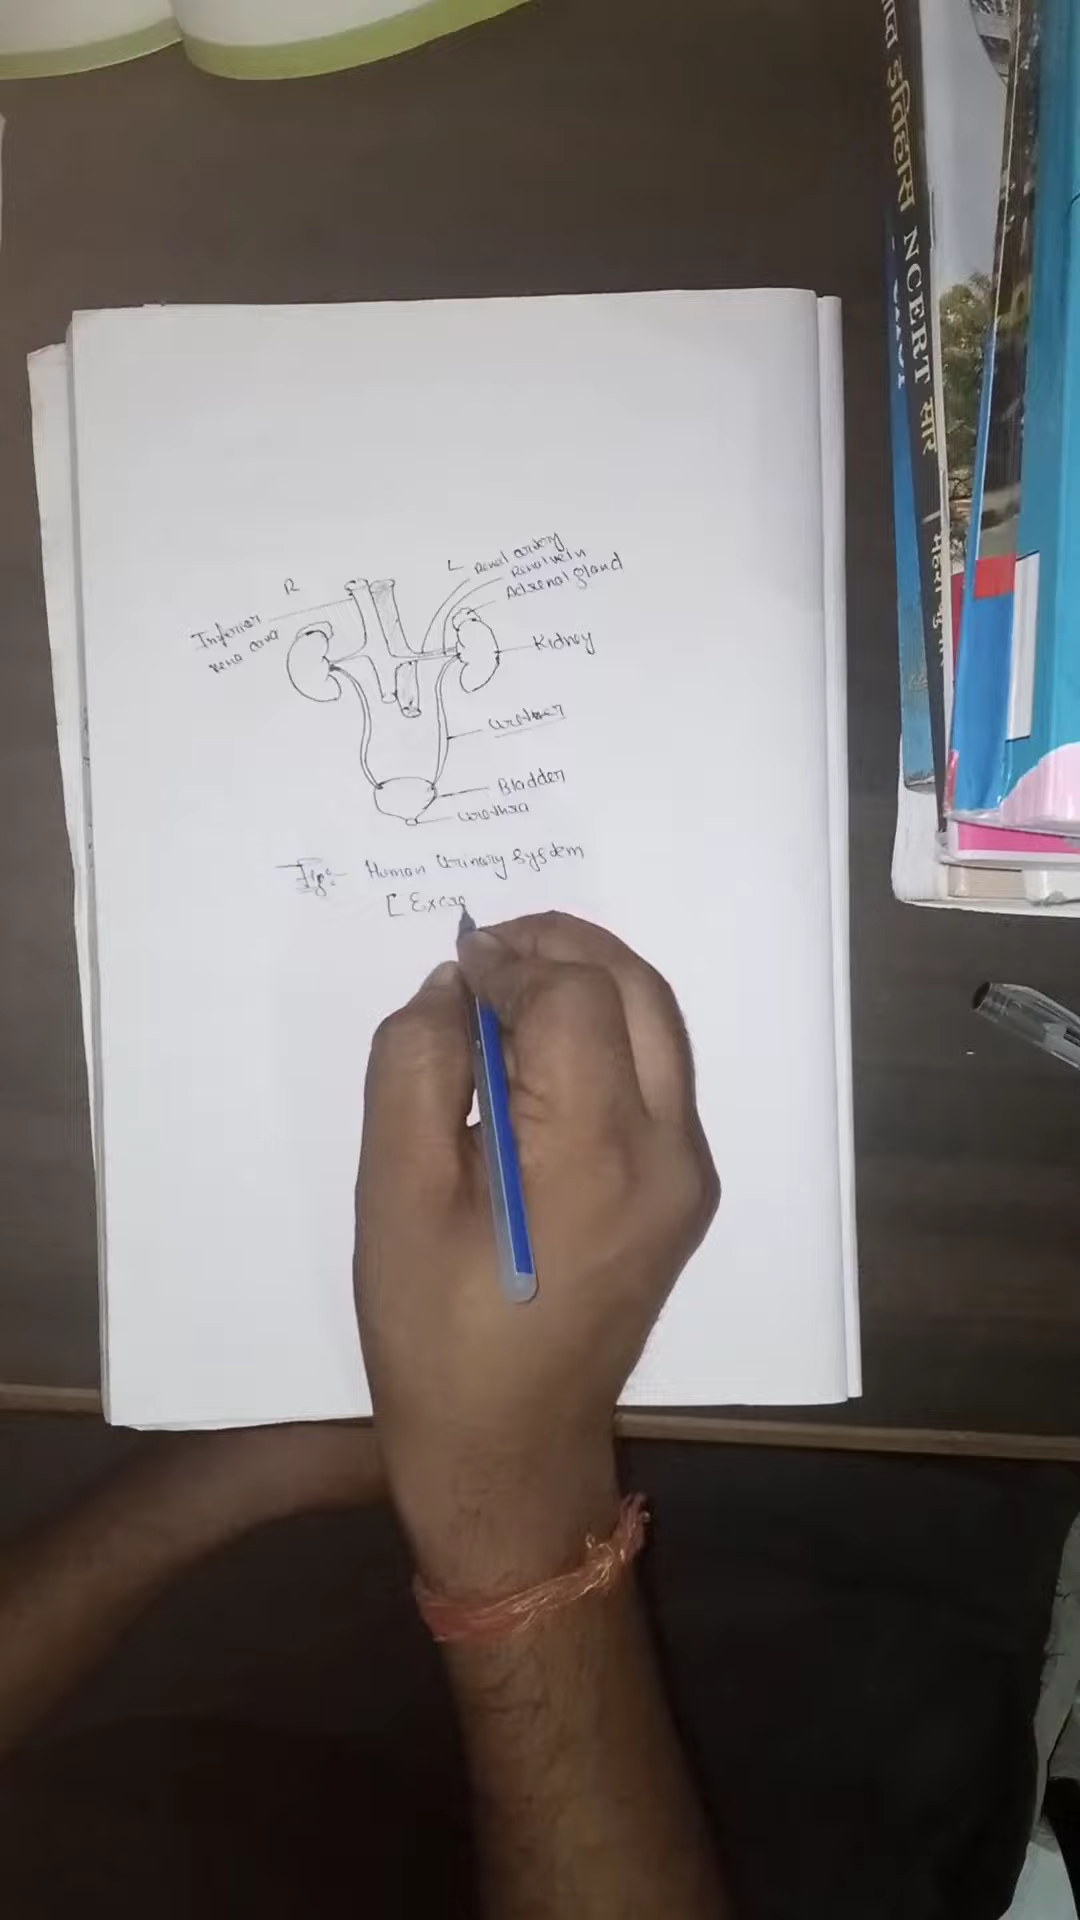 R
L
Renal artery
Renal vein
Adrenal gland
Inferior
vena cava
Kidney
Urether
Bladder
Urethra
Fig:- Human Urinary System
[ Excre
इतिहास NCERT सार